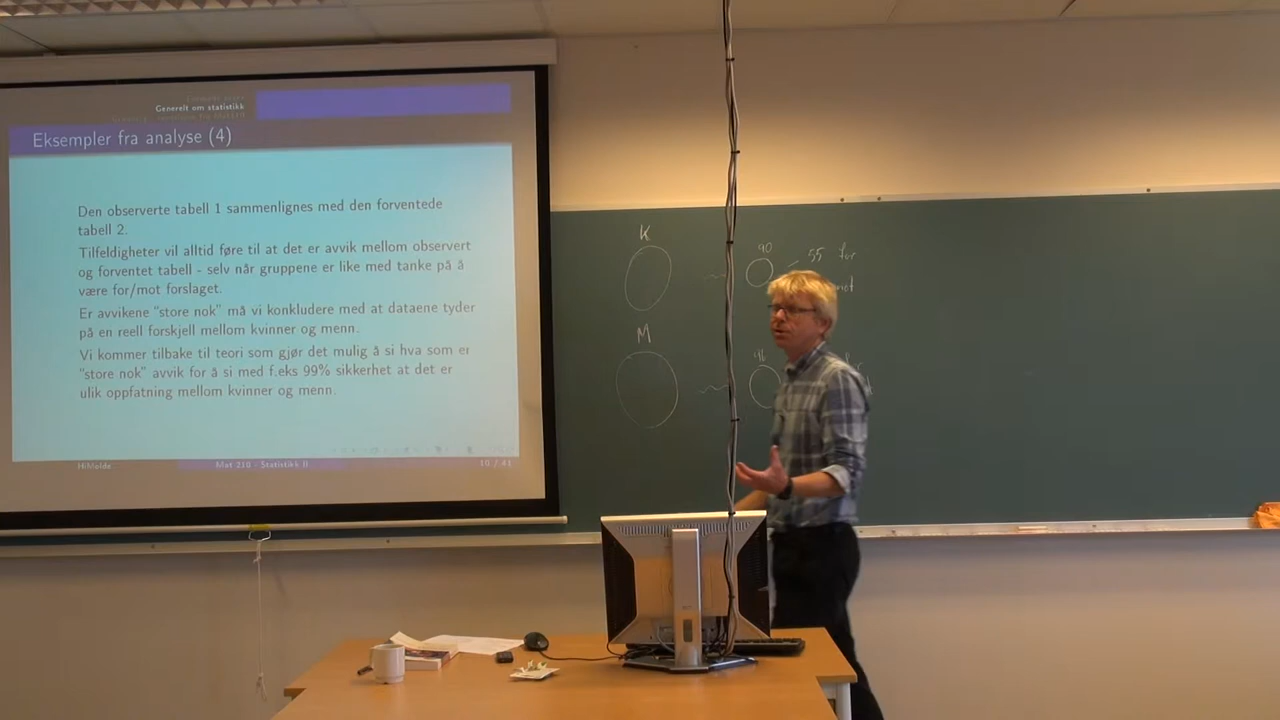 Generelt om statistikk
Eksempler fra analyse (4)
Den observerte tabell 1 sammenlignes med den forventede
tabell 2.
Tilfeldigheter vil alltid føre til at det er avvik mellom observert
og forventet tabell - selv når gruppene er like med tanke på å
være for/mot forslaget.
Er avvikene "store nok" må vi konkludere med at dataene tyder
på en reell forskjell mellom kvinner og menn.
Vi kommer tilbake til teori som gjør det mulig å si hva som er
"store nok" avvik for å si med f.eks 99% sikkerhet at det er
ulik oppfatning mellom kvinner og menn.
HiMolde Mat 210 - Statistikk II 10 / 41
K 90 55 for
mot
M